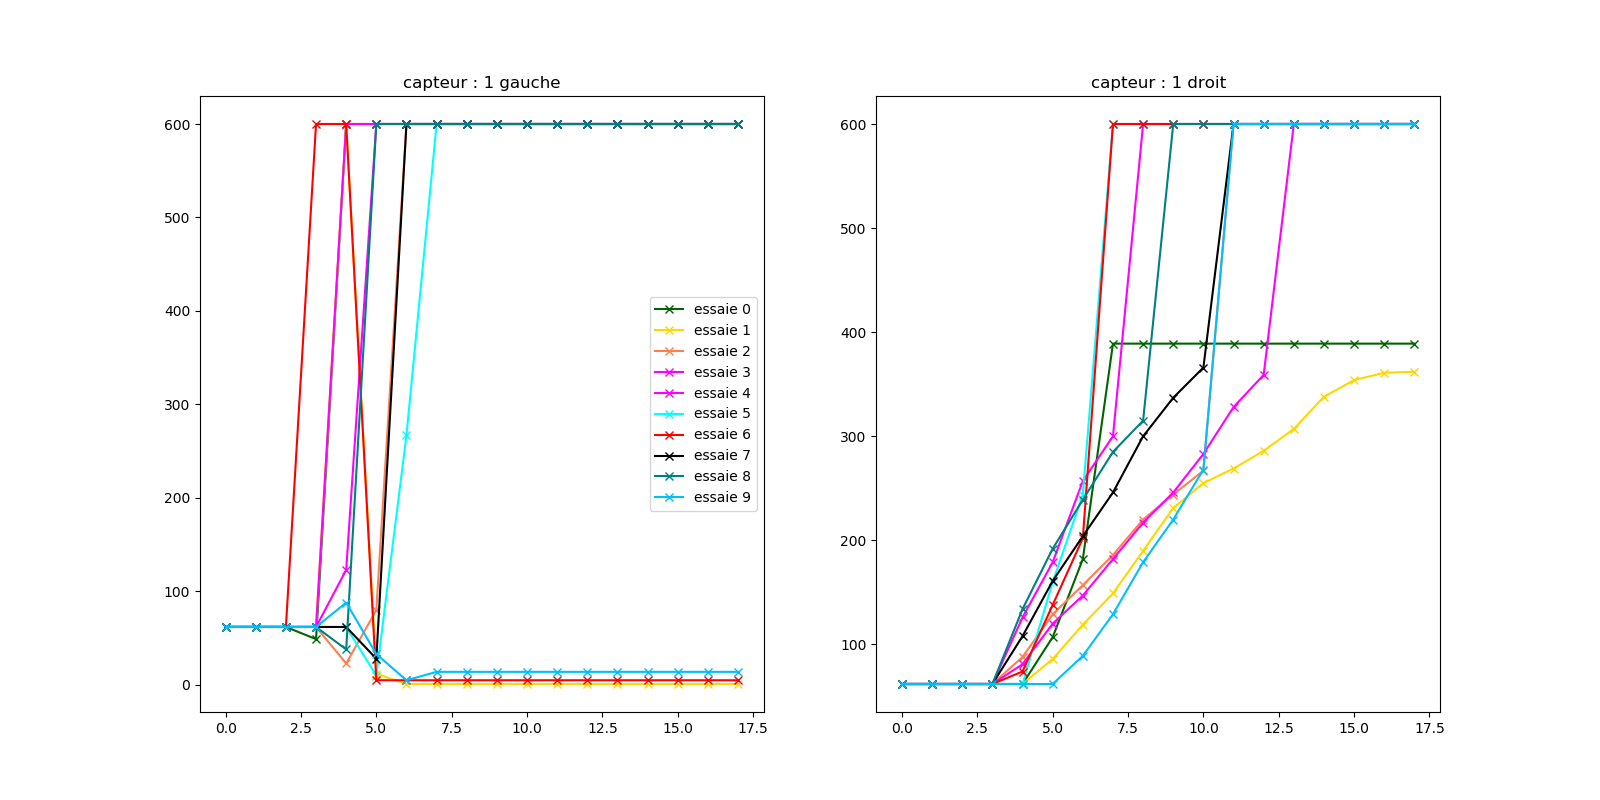 capteur : 1 gauche
600
500
400
300
200
100
0
0.0 2.5 5.0 7.5 10.0 12.5 15.0 17.5
essaie 0
essaie 1
essaie 2
essaie 3
essaie 4
essaie 5
essaie 6
essaie 7
essaie 8
essaie 9
capteur : 1 droit
600
500
400
300
200
100
0.0 2.5 5.0 7.5 10.0 12.5 15.0 17.5